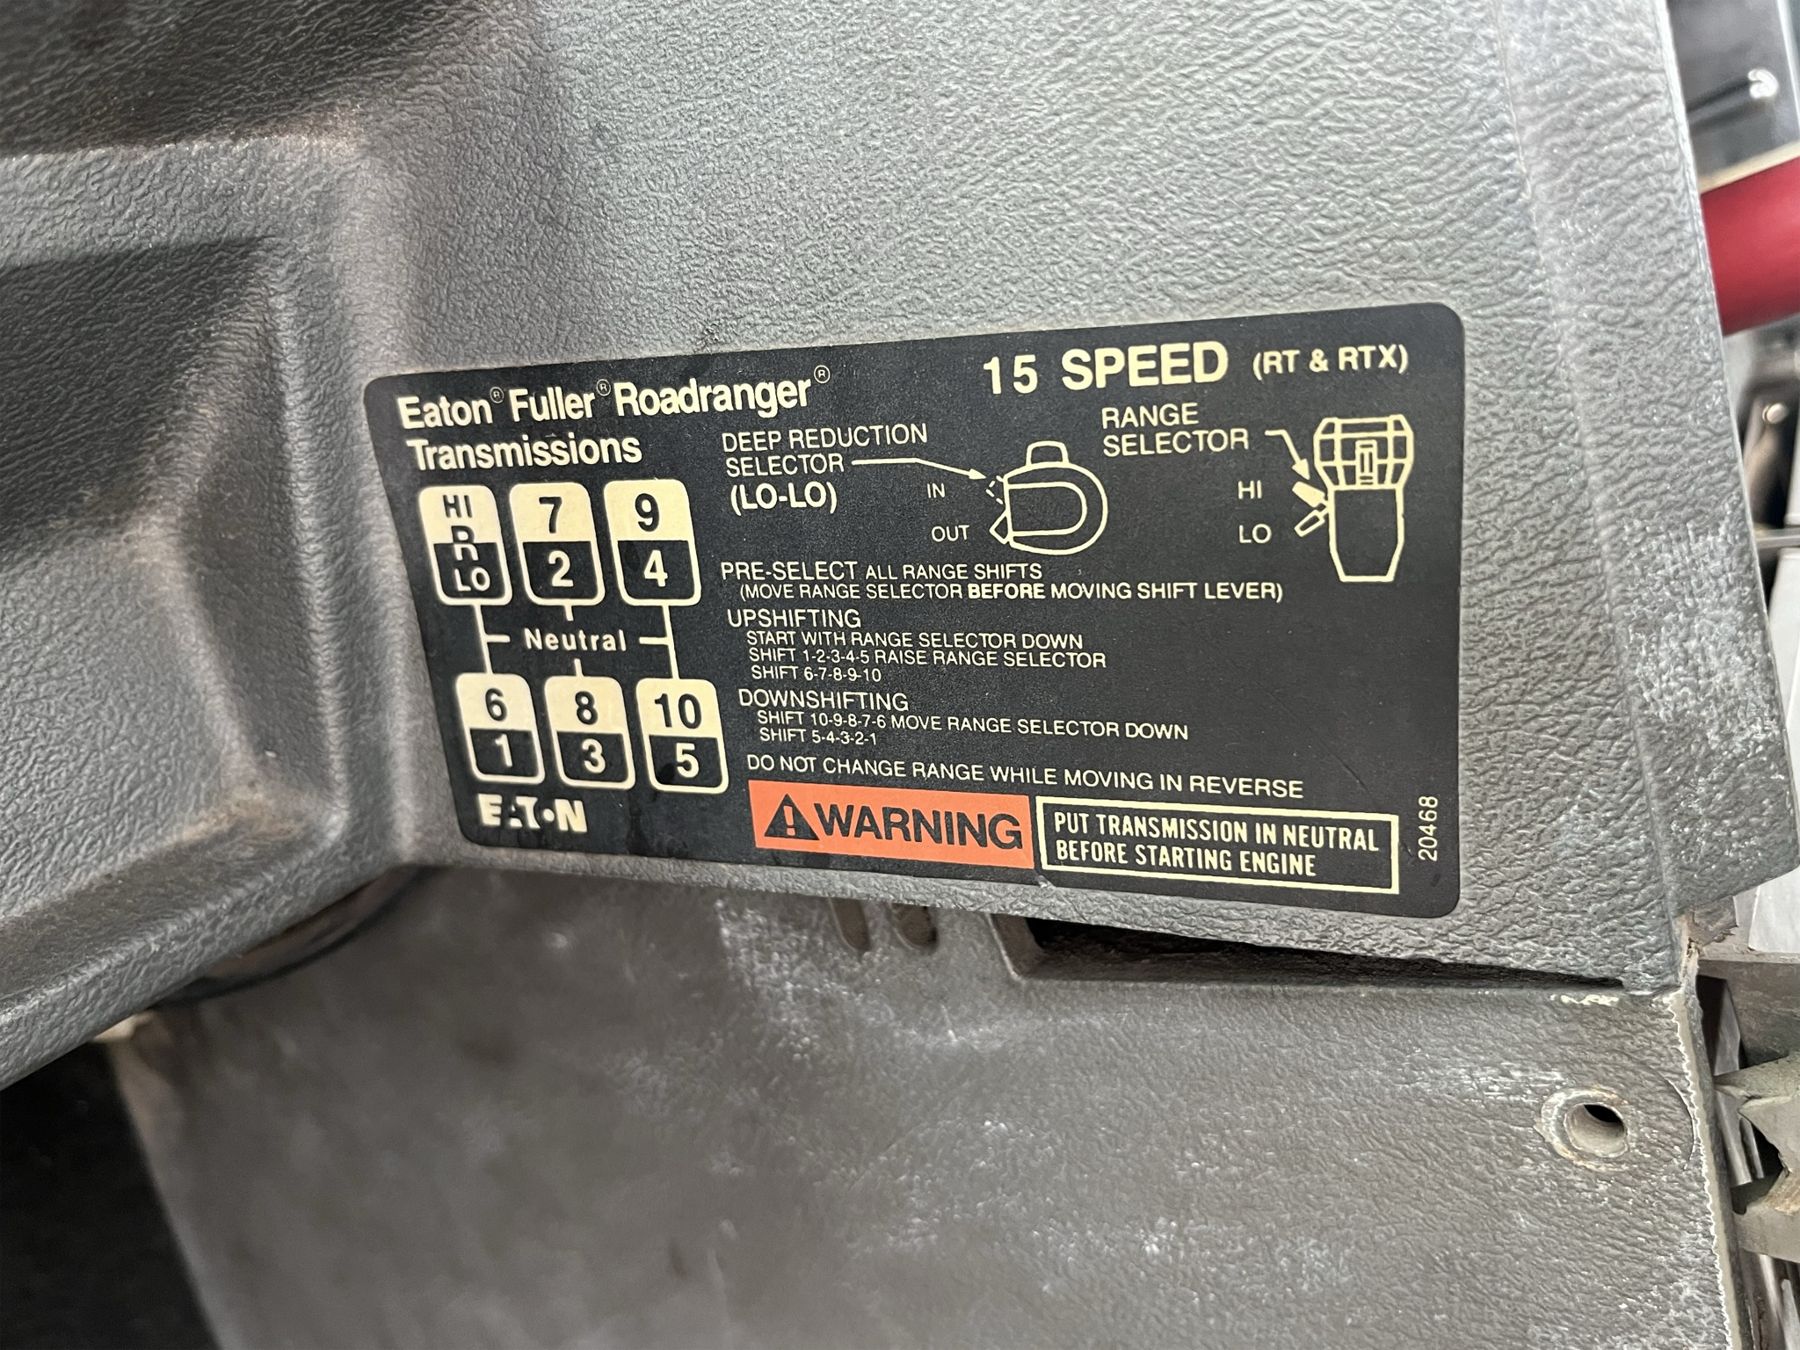 Eaton® Fuller® Roadranger®
Transmissions
15 SPEED (RT & RTX)
DEEP REDUCTION
SELECTOR
(LO-LO)
IN
OUT
RANGE
SELECTOR
HI
LO
HI
R
LO
7
2
9
4
Neutral
6
1
8
3
10
5
EATON
PRE-SELECT ALL RANGE SHIFTS
(MOVE RANGE SELECTOR BEFORE MOVING SHIFT LEVER)
UPSHIFTING
START WITH RANGE SELECTOR DOWN
SHIFT 1-2-3-4-5 RAISE RANGE SELECTOR
SHIFT 6-7-8-9-10
DOWNSHIFTING
SHIFT 10-9-8-7-6 MOVE RANGE SELECTOR DOWN
SHIFT 5-4-3-2-1
DO NOT CHANGE RANGE WHILE MOVING IN REVERSE
WARNING
PUT TRANSMISSION IN NEUTRAL
BEFORE STARTING ENGINE
20468